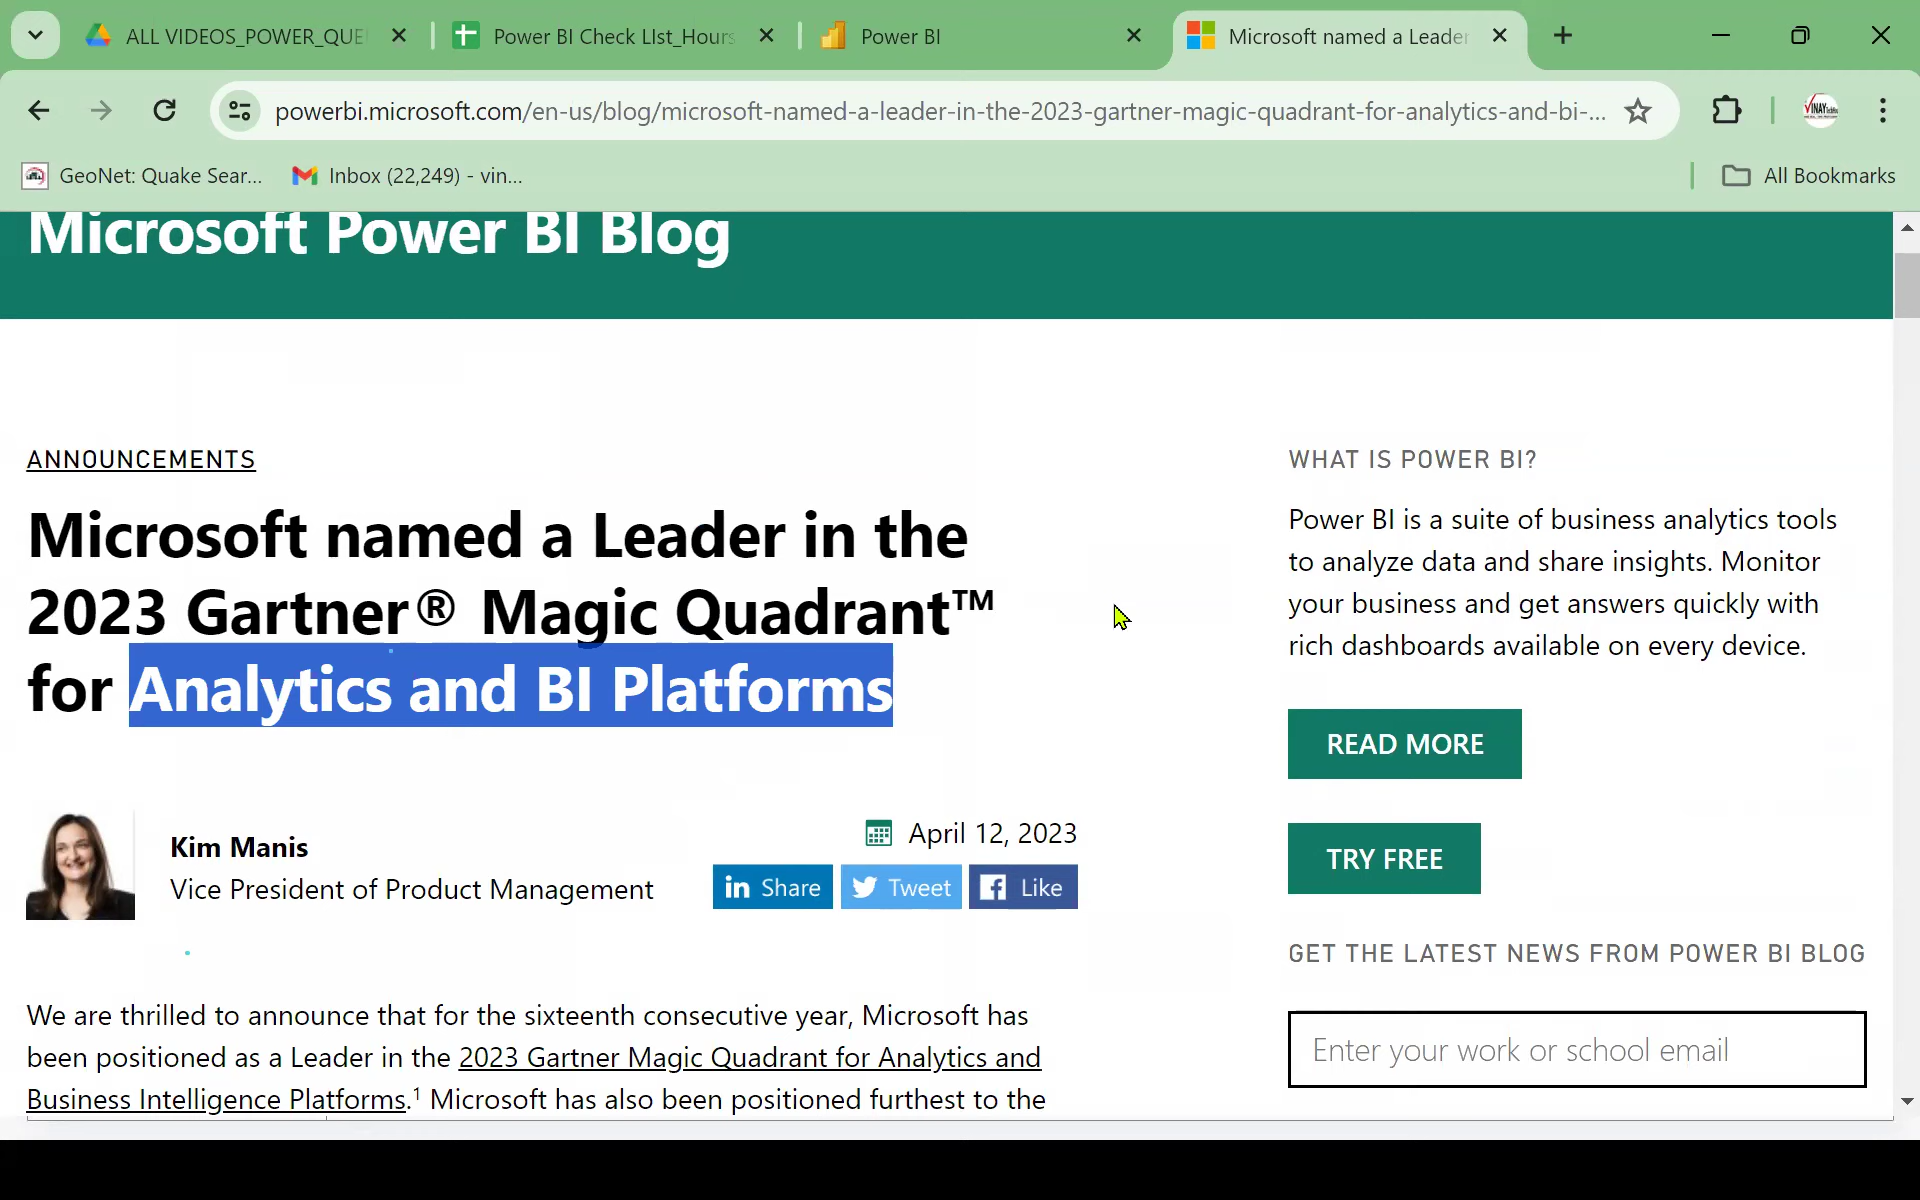 ALL VIDEOS_POWER_QUE
Power BI Check LIst_Hours
Power BI
Microsoft named a Leader
powerbi.microsoft.com/en-us/blog/microsoft-named-a-leader-in-the-2023-gartner-magic-quadrant-for-analytics-and-bi-...
GeoNet: Quake Sear...
Inbox (22,249) - vin...
All Bookmarks
Microsoft Power BI Blog
ANNOUNCEMENTS
Microsoft named a Leader in the
2023 Gartner® Magic Quadrant™
for Analytics and BI Platforms
Kim Manis
Vice President of Product Management
April 12, 2023
in Share
Tweet
Like
We are thrilled to announce that for the sixteenth consecutive year, Microsoft has
been positioned as a Leader in the 2023 Gartner Magic Quadrant for Analytics and
Business Intelligence Platforms.¹ Microsoft has also been positioned furthest to the
WHAT IS POWER BI?
Power BI is a suite of business analytics tools
to analyze data and share insights. Monitor
your business and get answers quickly with
rich dashboards available on every device.
READ MORE
TRY FREE
GET THE LATEST NEWS FROM POWER BI BLOG
Enter your work or school email